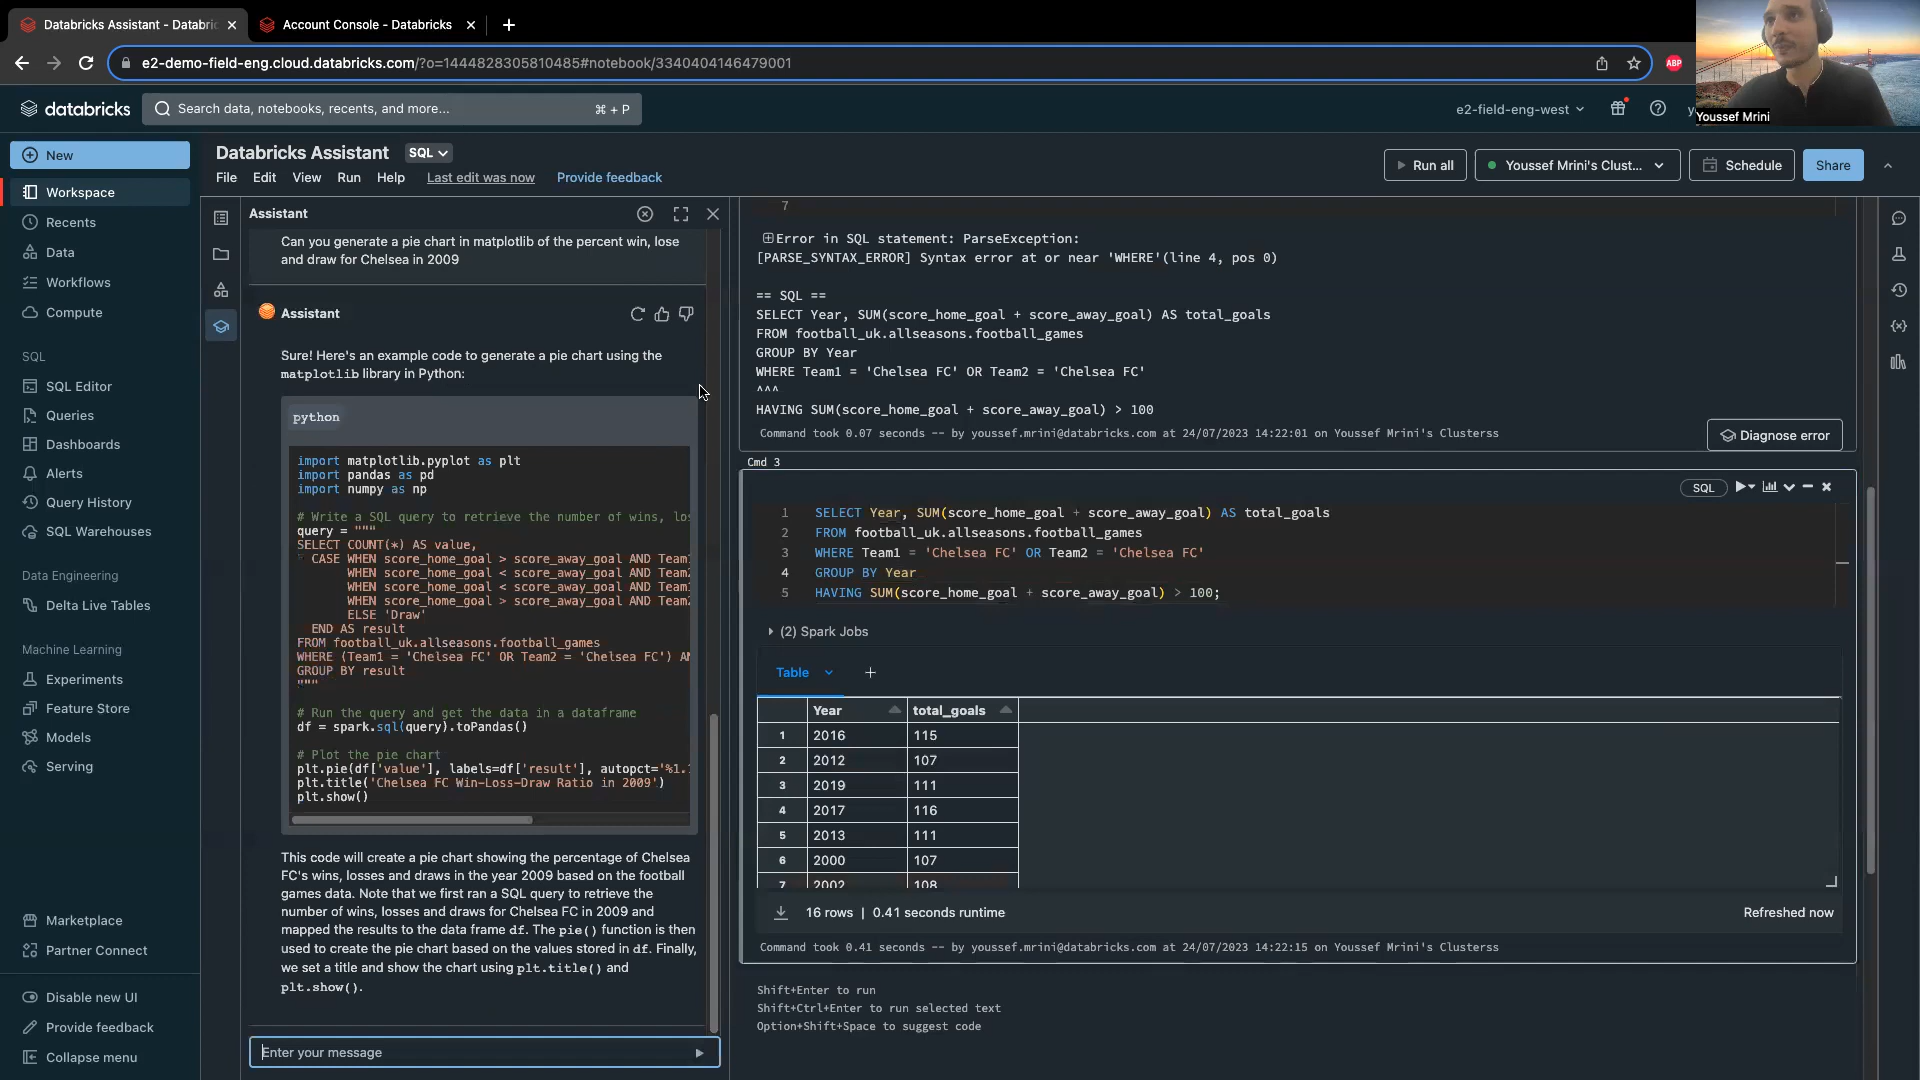 Databricks Assistant - Databri
Account Console - Databricks
e2-demo-field-eng.cloud.databricks.com/?o=1444828305810485#notebook/3340404146479001
ABP
Youssef Mrini
databricks
Search data, notebooks, recents, and more...
⌘ + P
e2-field-eng-west
New
Workspace
Recents
Data
Workflows
Compute
SQL
SQL Editor
Queries
Dashboards
Alerts
Query History
SQL Warehouses
Data Engineering
Delta Live Tables
Machine Learning
Experiments
Feature Store
Models
Serving
Marketplace
Partner Connect
Disable new UI
Provide feedback
Collapse menu
Databricks Assistant
SQL
File Edit View Run Help Last edit was now Provide feedback
Run all
Youssef Mrini's Clust...
Schedule
Share
Assistant
Can you generate a pie chart in matplotlib of the percent win, lose
and draw for Chelsea in 2009
Assistant
Sure! Here's an example code to generate a pie chart using the
matplotlib library in Python:
python
import matplotlib.pyplot as plt
import pandas as pd
import numpy as np
# Write a SQL query to retrieve the number of wins, los
query = """
SELECT COUNT(*) AS value,
CASE WHEN score_home_goal > score_away_goal AND Team1
WHEN score_home_goal < score_away_goal AND Team2
WHEN score_home_goal < score_away_goal AND Team1
WHEN score_home_goal > score_away_goal AND Team2
ELSE 'Draw'
END AS result
FROM football_uk.allseasons.football_games
WHERE (Team1 = 'Chelsea FC' OR Team2 = 'Chelsea FC') AN
GROUP BY result
"""
# Run the query and get the data in a dataframe
df = spark.sql(query).toPandas()
# Plot the pie chart
plt.pie(df['value'], labels=df['result'], autopct='%1.1
plt.title('Chelsea FC Win-Loss-Draw Ratio in 2009')
plt.show()
This code will create a pie chart showing the percentage of Chelsea
FC's wins, losses and draws in the year 2009 based on the football
games data. Note that we first ran a SQL query to retrieve the
number of wins, losses and draws for Chelsea FC in 2009 and
mapped the results to the data frame df. The pie() function is then
used to create the pie chart based on the values stored in df. Finally,
we set a title and show the chart using plt.title() and
plt.show().
Enter your message
7
Error in SQL statement: ParseException:
[PARSE_SYNTAX_ERROR] Syntax error at or near 'WHERE'(line 4, pos 0)
== SQL ==
SELECT Year, SUM(score_home_goal + score_away_goal) AS total_goals
FROM football_uk.allseasons.football_games
GROUP BY Year
WHERE Team1 = 'Chelsea FC' OR Team2 = 'Chelsea FC'
^^^
HAVING SUM(score_home_goal + score_away_goal) > 100
Command took 0.07 seconds -- by youssef.mrini@databricks.com at 24/07/2023 14:22:01 on Youssef Mrini's Clusterss
Diagnose error
Cmd 3
SQL
1 SELECT Year, SUM(score_home_goal + score_away_goal) AS total_goals
2 FROM football_uk.allseasons.football_games
3 WHERE Team1 = 'Chelsea FC' OR Team2 = 'Chelsea FC'
4 GROUP BY Year
5 HAVING SUM(score_home_goal + score_away_goal) > 100;
(2) Spark Jobs
Table
Year total_goals
1 2016 115
2 2012 107
3 2019 111
4 2017 116
5 2013 111
6 2000 107
7 2002 108
16 rows | 0.41 seconds runtime
Refreshed now
Command took 0.41 seconds -- by youssef.mrini@databricks.com at 24/07/2023 14:22:15 on Youssef Mrini's Clusterss
Shift+Enter to run
Shift+Ctrl+Enter to run selected text
Option+Shift+Space to suggest code